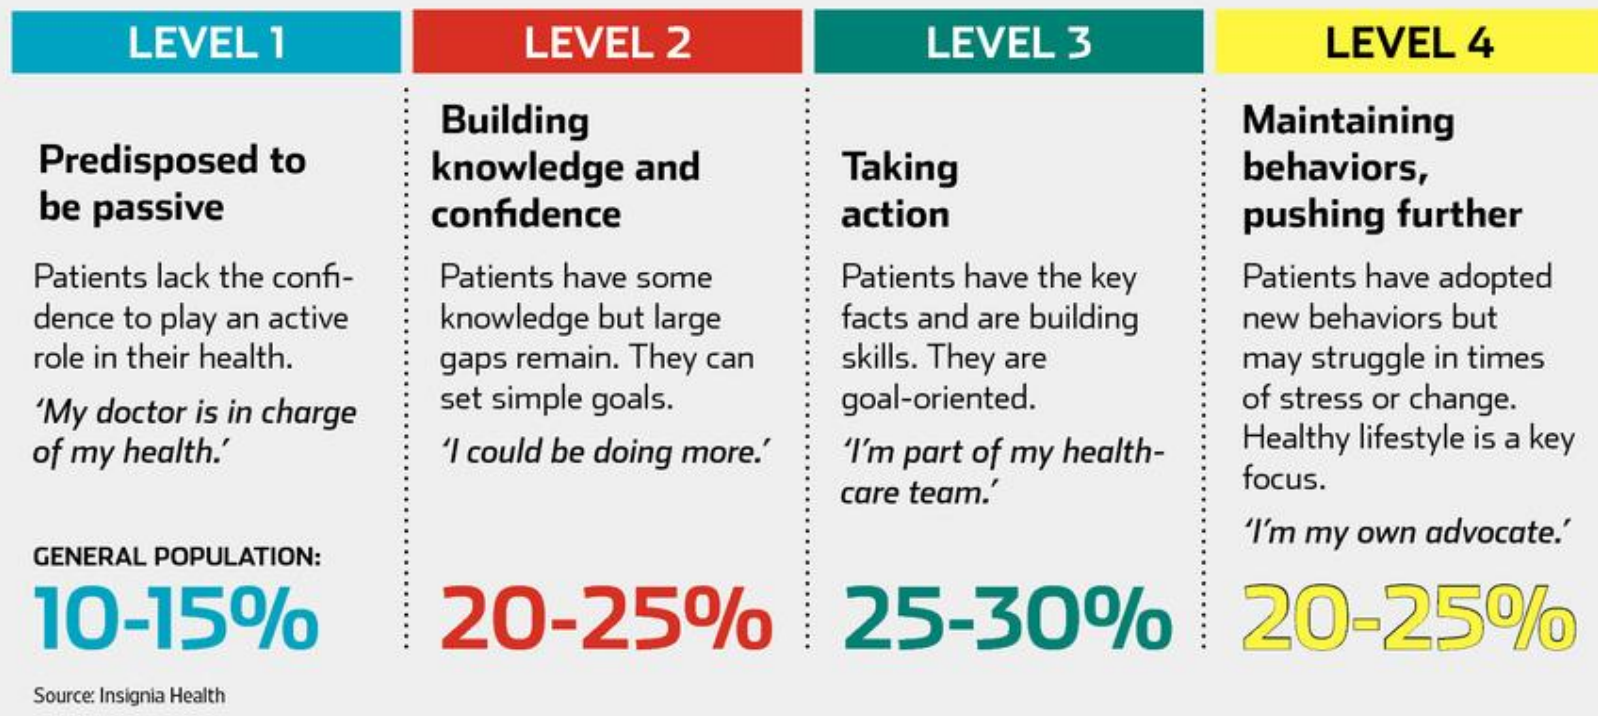 LEVEL 1
Predisposed to
be passive
Patients lack the confi-
dence to play an active
role in their health.
‘My doctor is in charge
of my health.’
GENERAL POPULATION:
10-15%
LEVEL 2
Building
knowledge and
confidence
Patients have some
knowledge but large
gaps remain. They can
set simple goals.
‘I could be doing more.’
20-25%
LEVEL 3
Taking
action
Patients have the key
facts and are building
skills. They are
goal-oriented.
‘I’m part of my health-
care team.’
25-30%
LEVEL 4
Maintaining
behaviors,
pushing further
Patients have adopted
new behaviors but
may struggle in times
of stress or change.
Healthy lifestyle is a key
focus.
‘I’m my own advocate.’
20-25%
Source: Insignia Health